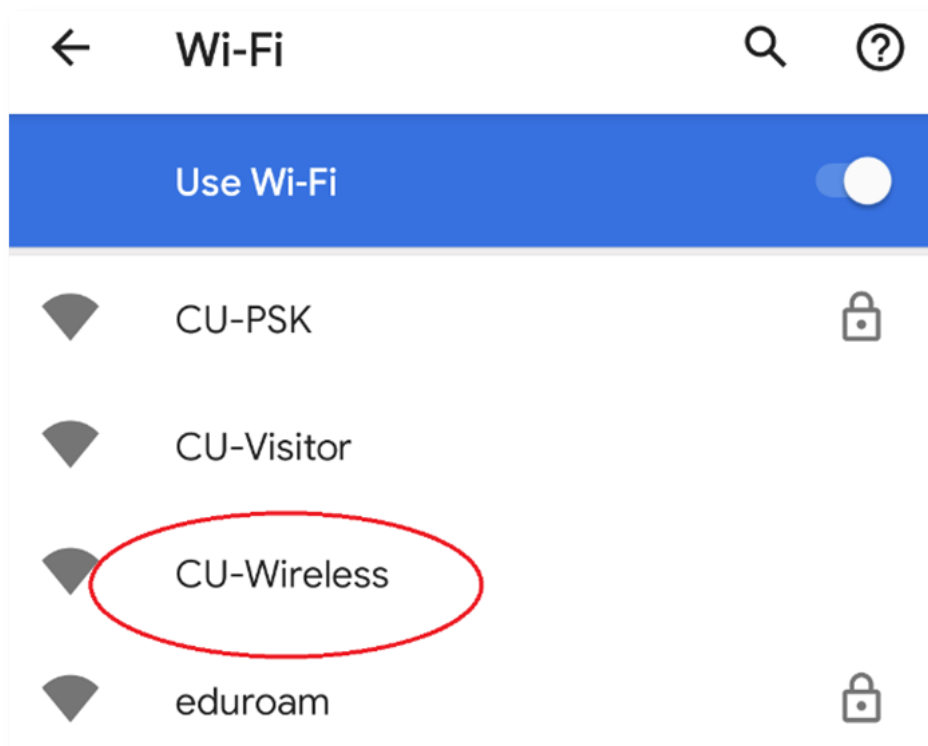 Wi-Fi
Use Wi-Fi
CU-PSK
CU-Visitor
CU-Wireless
eduroam